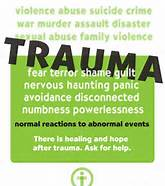 violence abuse suicide crime
war murder assault disaster
sexual abuse family violence
TRAUMA
fear terror shame guilt
nervous haunting panic
avoidance disconnected
numbness powerlessness
normal reactions to abnormal events
There is healing and hope
after trauma. Ask for help.